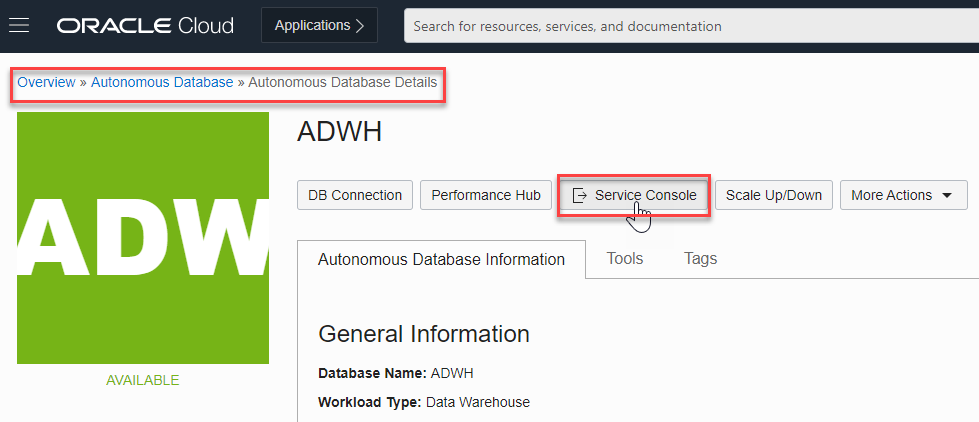 ORACLE Cloud
Applications
Search for resources, services, and documentation
Overview » Autonomous Database » Autonomous Database Details
ADW
AVAILABLE
ADWH
DB Connection
Performance Hub
Service Console
Scale Up/Down
More Actions
Autonomous Database Information
Tools
Tags
General Information
Database Name: ADWH
Workload Type: Data Warehouse